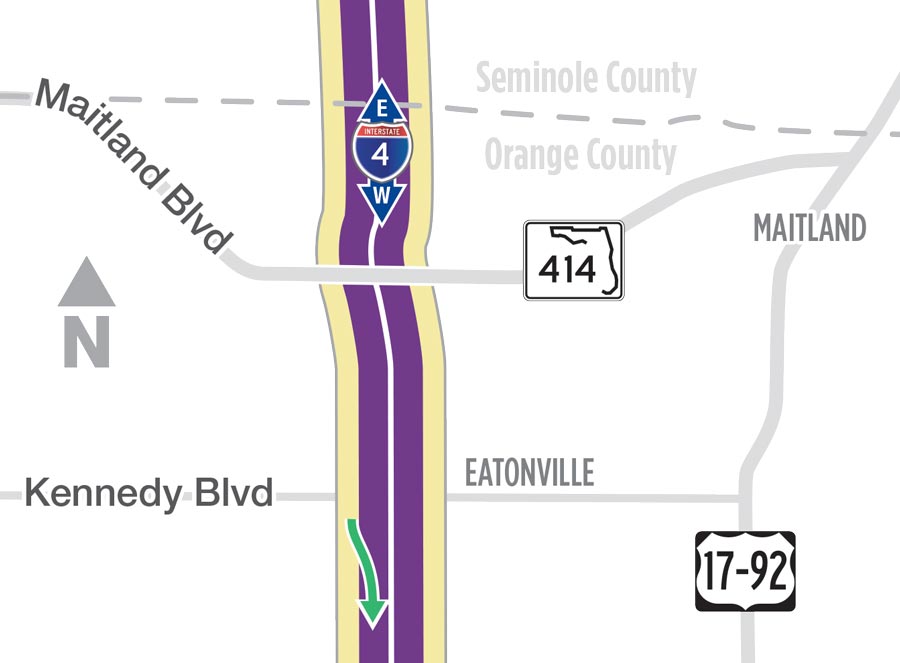 Seminole County
Maitland Blvd
E
INTERSTATE
4
W
Orange County
MAITLAND
414
N
EATONVILLE
Kennedy Blvd
17-92